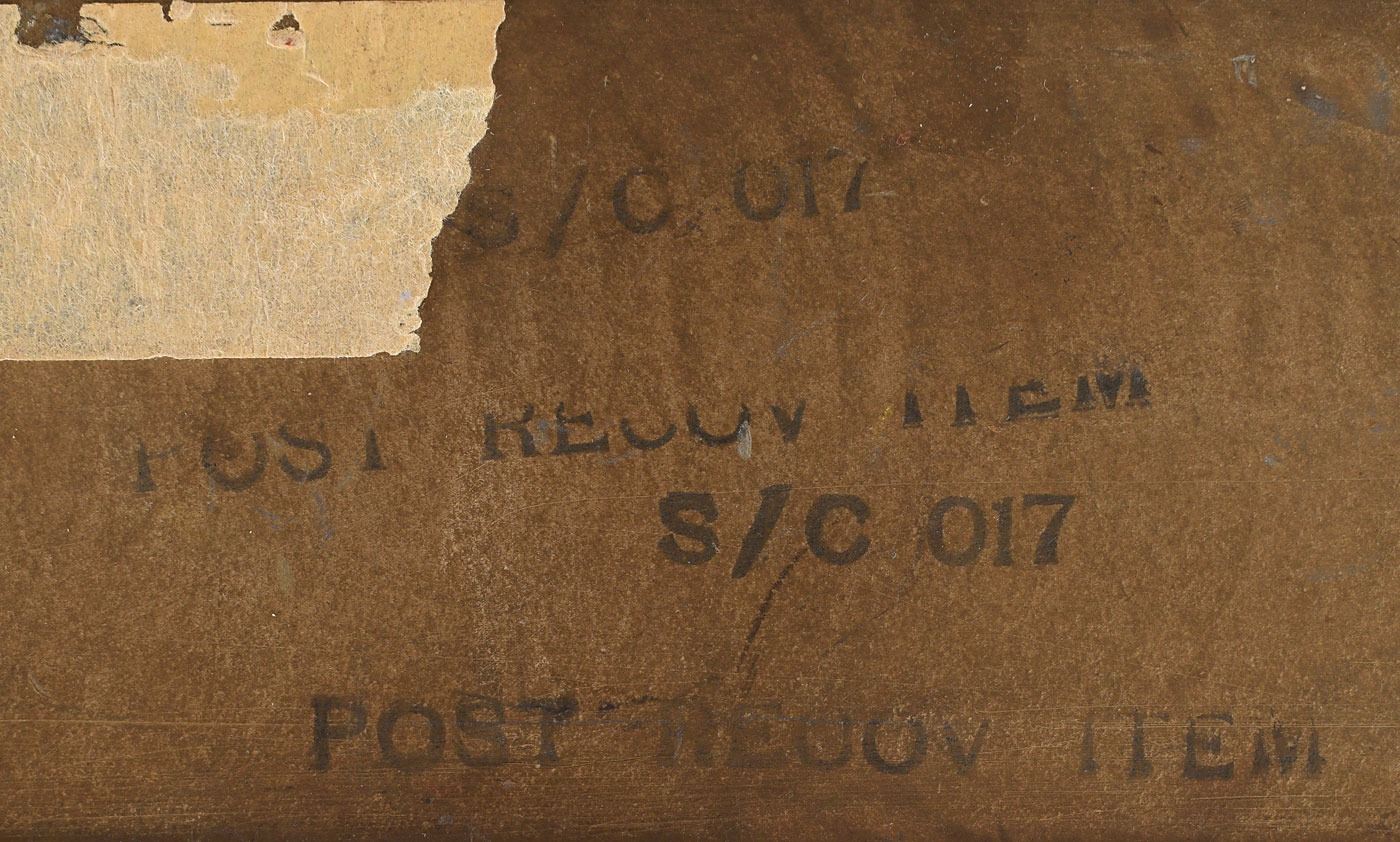 S/C 017
POST RECOV ITEM
S/C 017
POST RECOV ITEM